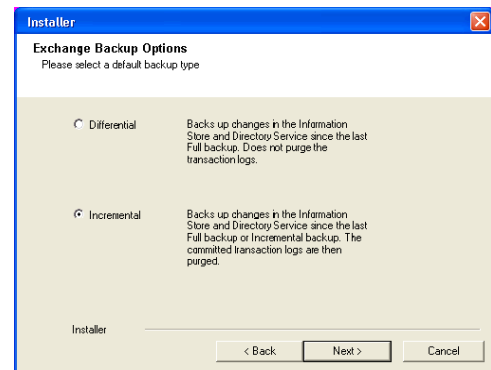 Installer
Exchange Backup Options
Please select a default backup type
Differential
Backs up changes in the Information
Store and Directory Service since the last
Full backup. Does not purge the
transaction logs.
Incremental
Backs up changes in the Information
Store and Directory Service since the last
Full backup or Incremental backup. The
committed transaction logs are then
purged.
Installer
< Back
Next >
Cancel